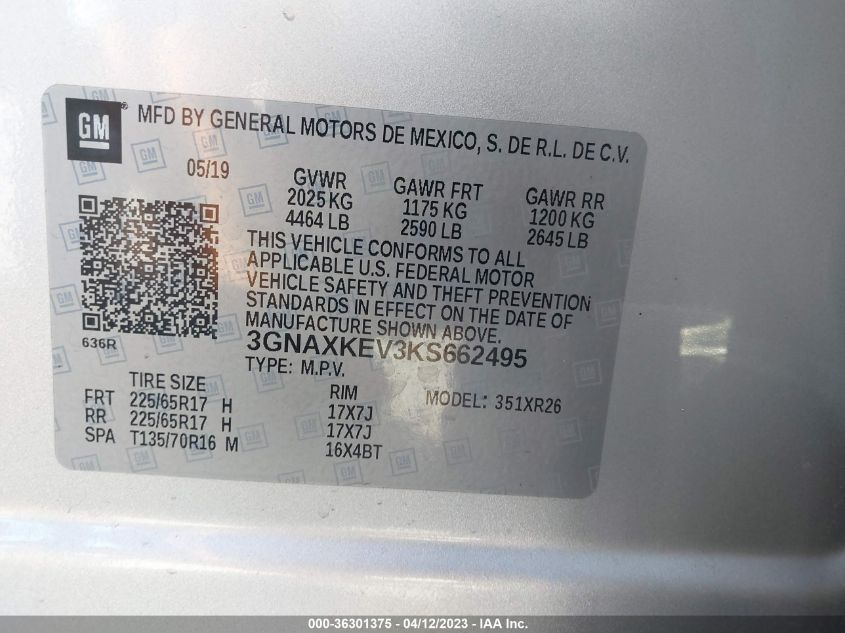 GM ® MFD BY GENERAL MOTORS DE MEXICO, S. DE R.L. DE C.V.
05/19
GVWR GAWR FRT GAWR RR
2025 KG 1175 KG 1200 KG
4464 LB 2590 LB 2645 LB
THIS VEHICLE CONFORMS TO ALL
APPLICABLE U.S. FEDERAL MOTOR
VEHICLE SAFETY AND THEFT PREVENTION
STANDARDS IN EFFECT ON THE DATE OF
MANUFACTURE SHOWN ABOVE.
636R
3GNAXKEV3KS662495
TYPE: M.P.V.
TIRE SIZE RIM MODEL: 351XR26
FRT 225/65R17 H 17X7J
RR 225/65R17 H 17X7J
SPA T135/70R16 M 16X4BT
000-36301375 - 04/12/2023 - IAA Inc.